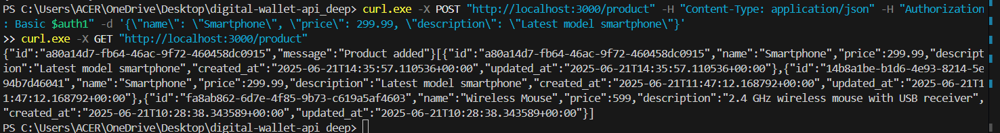 PS C:\Users\ACER\OneDrive\Desktop\digital-wallet-api_deep> curl.exe -X POST "http://localhost:3000/product" -H "Content-Type: application/json" -H "Authorization
: Basic $auth1" -d '{\"name\": \"Smartphone\", \"price\": 299.99, \"description\": \"Latest model smartphone\"}'
>> curl.exe -X GET "http://localhost:3000/product"
{"id":"a80a14d7-fb64-46ac-9f72-460458dc0915","message":"Product added"}[{"id":"a80a14d7-fb64-46ac-9f72-460458dc0915","name":"Smartphone","price":299.99,"descript
ion":"Latest model smartphone","created_at":"2025-06-21T14:35:57.110536+00:00","updated_at":"2025-06-21T14:35:57.110536+00:00"},{"id":"14b8a1be-b1d6-4e93-8214-5e
94b7d46041","name":"Smartphone","price":299.99,"description":"Latest model smartphone","created_at":"2025-06-21T11:47:12.168792+00:00","updated_at":"2025-06-21T1
1:47:12.168792+00:00"},{"id":"fa8ab862-6d7e-4f85-9b73-c619a5af4603","name":"Wireless Mouse","price":599,"description":"2.4 GHz wireless mouse with USB receiver",
"created_at":"2025-06-21T10:28:38.343589+00:00","updated_at":"2025-06-21T10:28:38.343589+00:00"}]
PS C:\Users\ACER\OneDrive\Desktop\digital-wallet-api_deep>